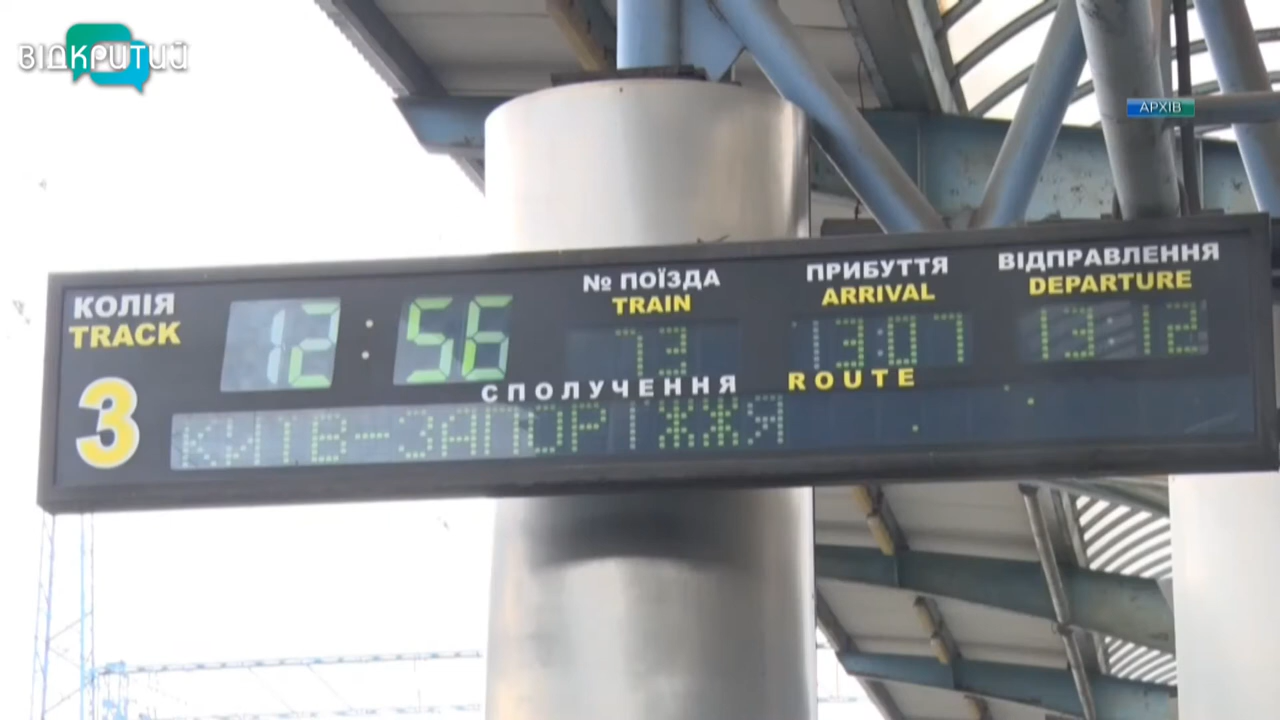 ВІДКРИТИЙ
АРХІВ
КОЛІЯ
TRACK
3
12:56
№ ПОЇЗДА
TRAIN
73
ПРИБУТТЯ
ARRIVAL
13:07
ВІДПРАВЛЕННЯ
DEPARTURE
13:12
СПОЛУЧЕННЯ ROUTE
КИЇВ-ЗАПОРІЖЖЯ